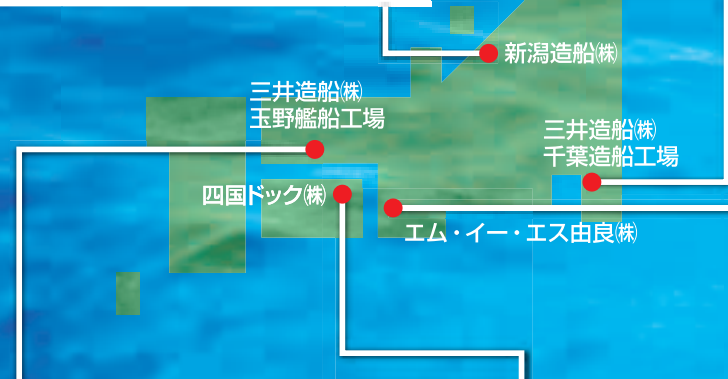 新潟造船㈱
三井造船㈱
玉野艦船工場
三井造船㈱
千葉造船工場
四国ドック㈱
エム・イー・エス由良㈱